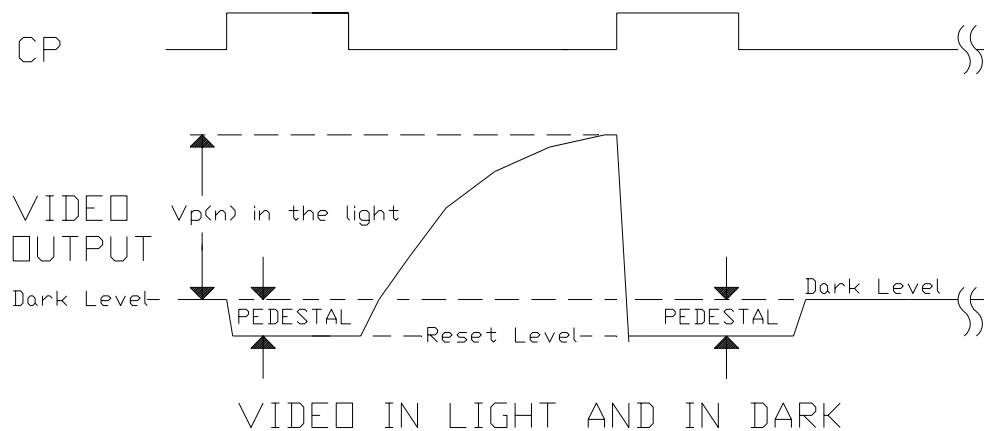 CP
VIDEO
OUTPUT
Vp(n) in the light
Dark Level
Dark Level
PEDESTAL
PEDESTAL
Reset Level
VIDEO IN LIGHT AND IN DARK